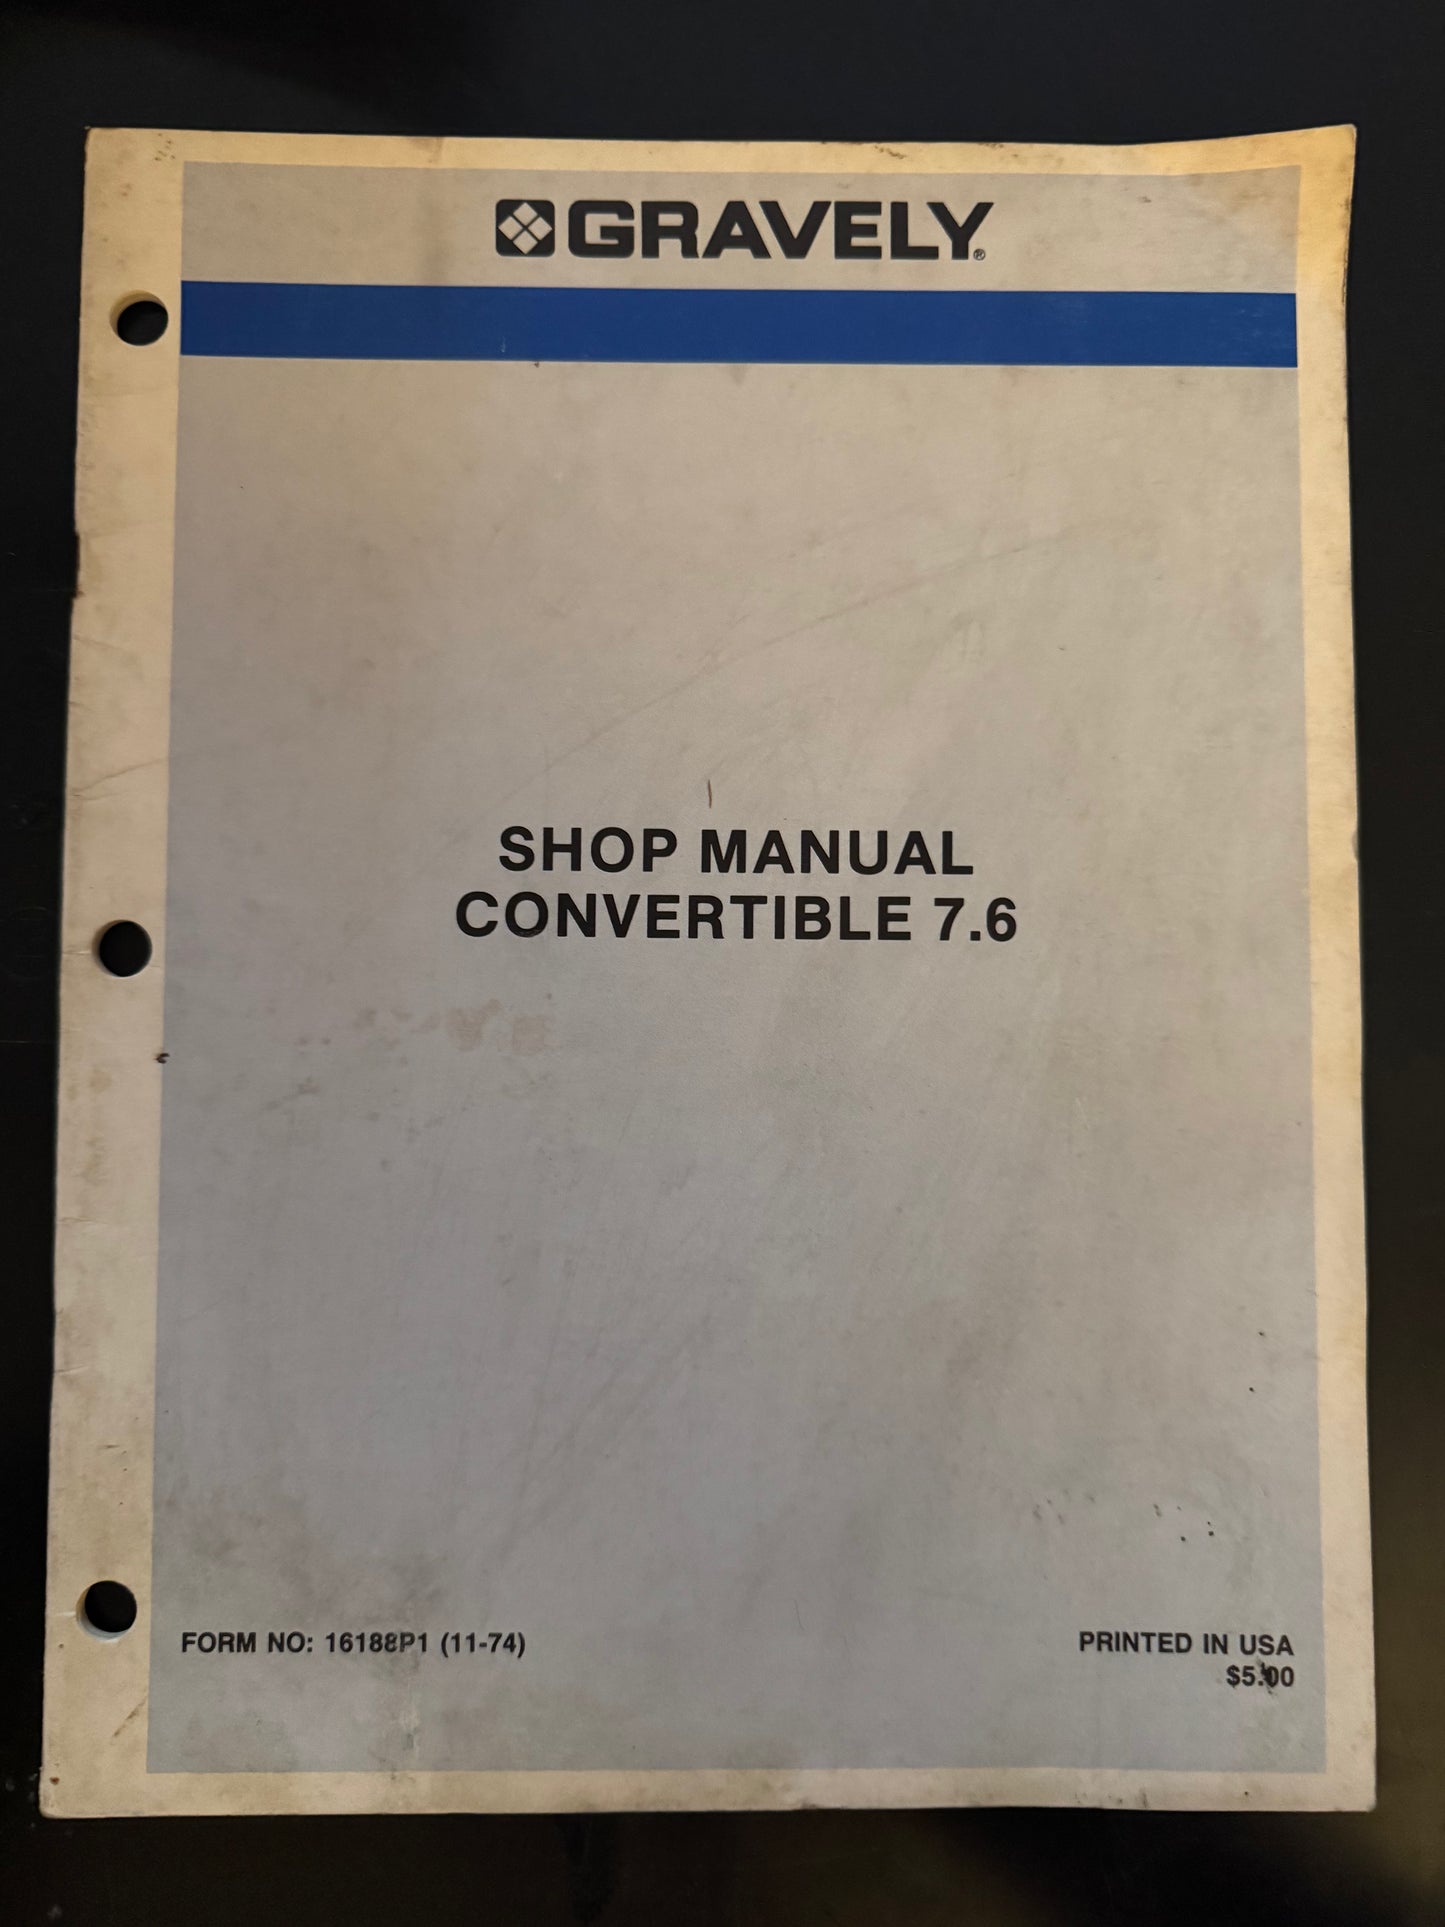 GRAVELY®
SHOP MANUAL
CONVERTIBLE 7.6
FORM NO: 16188P1 (11-74)
PRINTED IN USA
$5.00